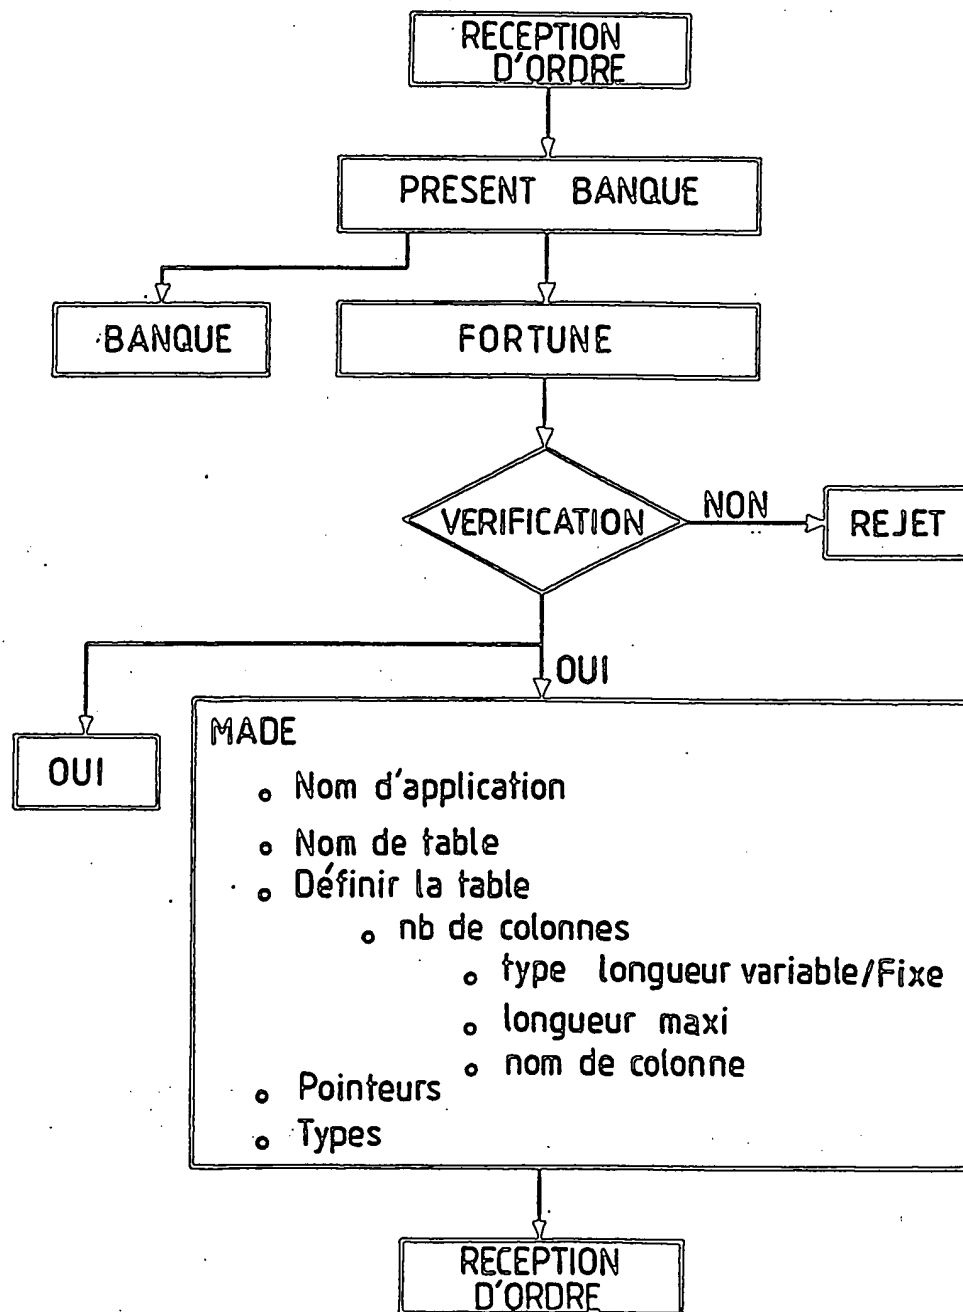 RECEPTION
D'ORDRE
PRESENT BANQUE
BANQUE
FORTUNE
VERIFICATION
NON
REJET
OUI
OUI
MADE
o Nom d'application
o Nom de table
o Définir la table
o nb de colonnes
o type longueur variable/Fixe
o longueur maxi
o nom de colonne
o Pointeurs
o Types
RECEPTION
D'ORDRE